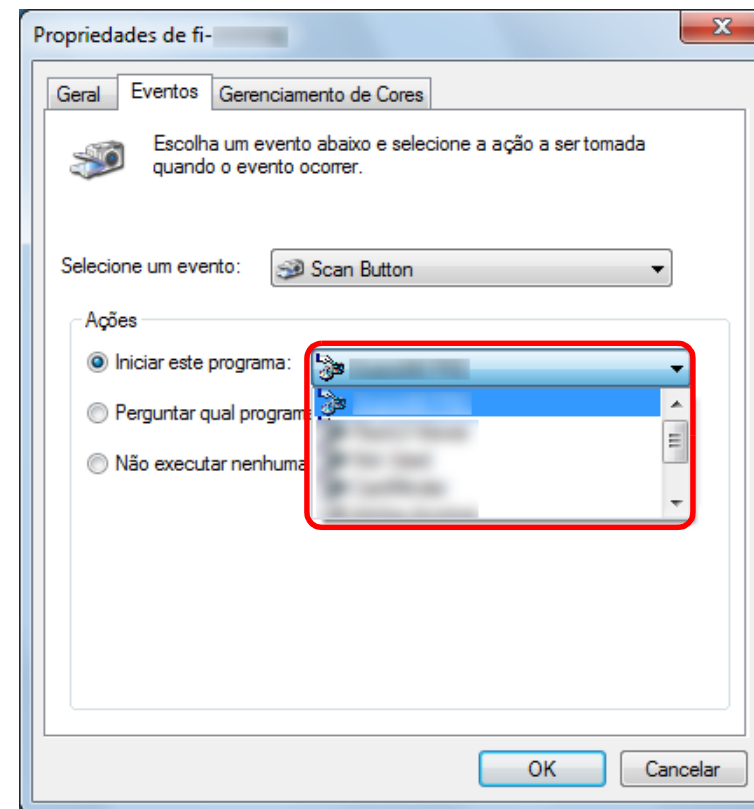 Propriedades de fi-
Geral Eventos Gerenciamento de Cores
Escolha um evento abaixo e selecione a ação a ser tomada
quando o evento ocorrer.
Selecione um evento: Scan Button
Ações
Iniciar este programa:
Perguntar qual programa
Não executar nenhuma
OK Cancelar